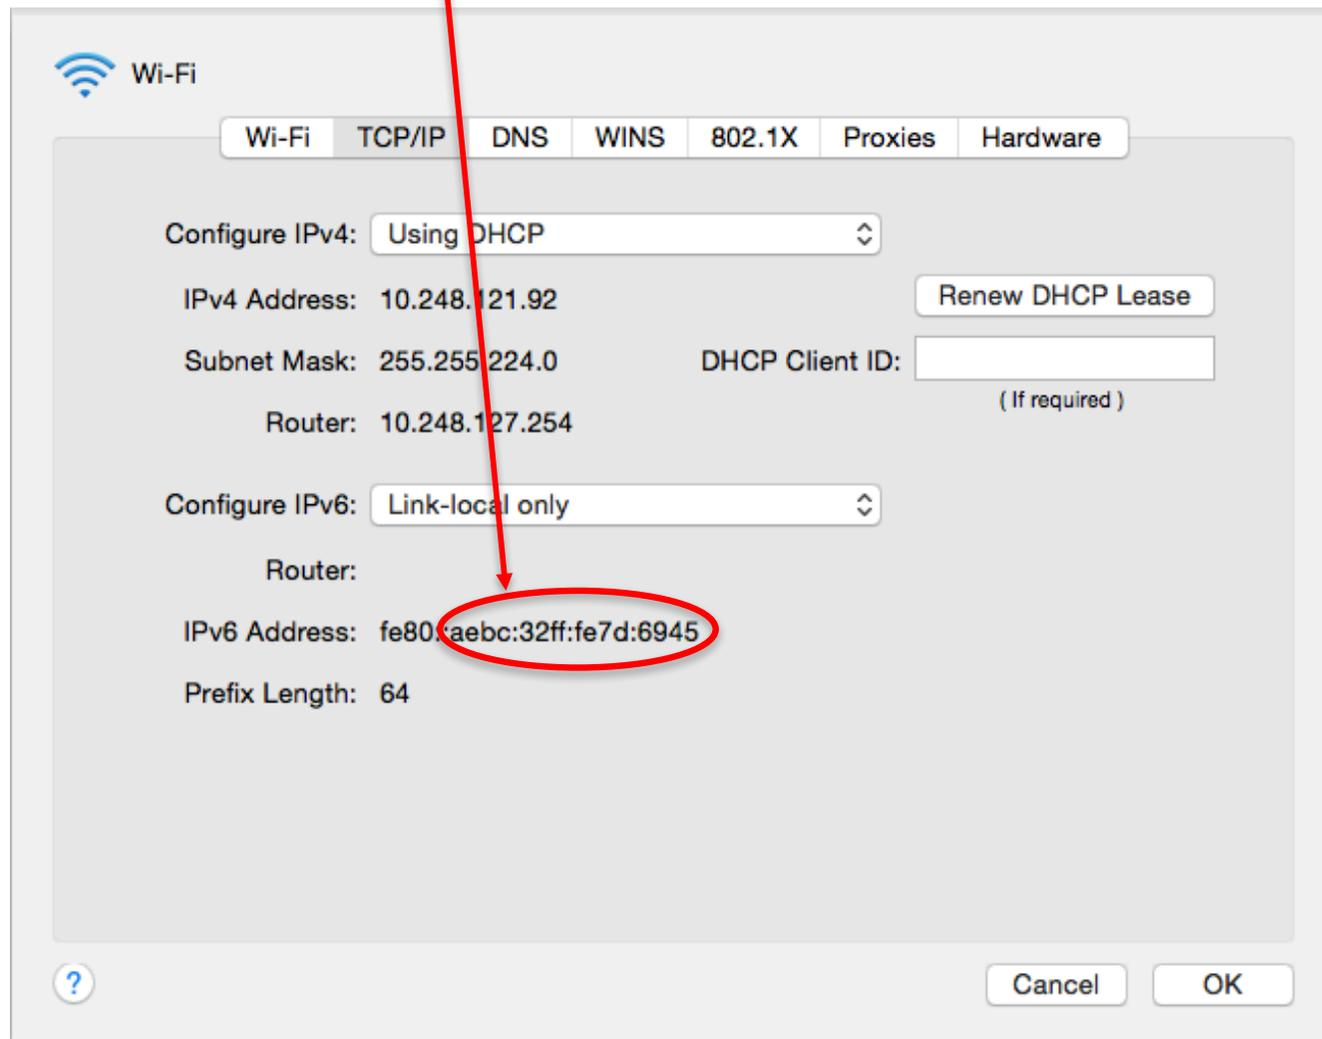 Wi-Fi
Wi-Fi TCP/IP DNS WINS 802.1X Proxies Hardware
Configure IPv4: Using DHCP
IPv4 Address: 10.248.121.92 Renew DHCP Lease
Subnet Mask: 255.255.224.0 DHCP Client ID:
( If required )
Router: 10.248.127.254
Configure IPv6: Link-local only
Router:
IPv6 Address: fe80::aebc:32ff:fe7d:6945
Prefix Length: 64
? Cancel OK